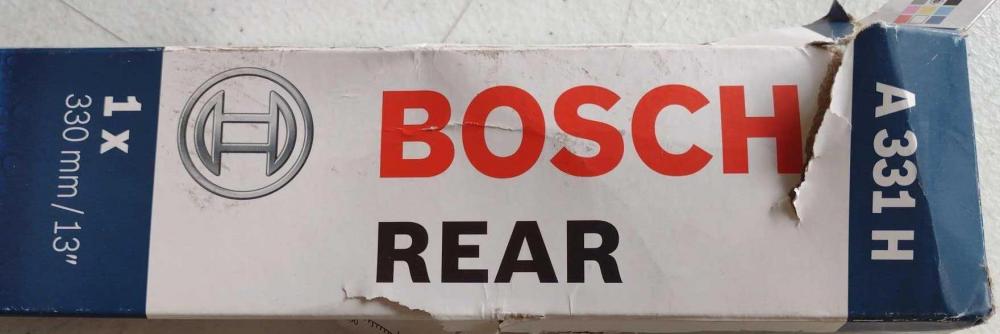 1 x
330 mm / 13"
BOSCH
REAR
A 331 H